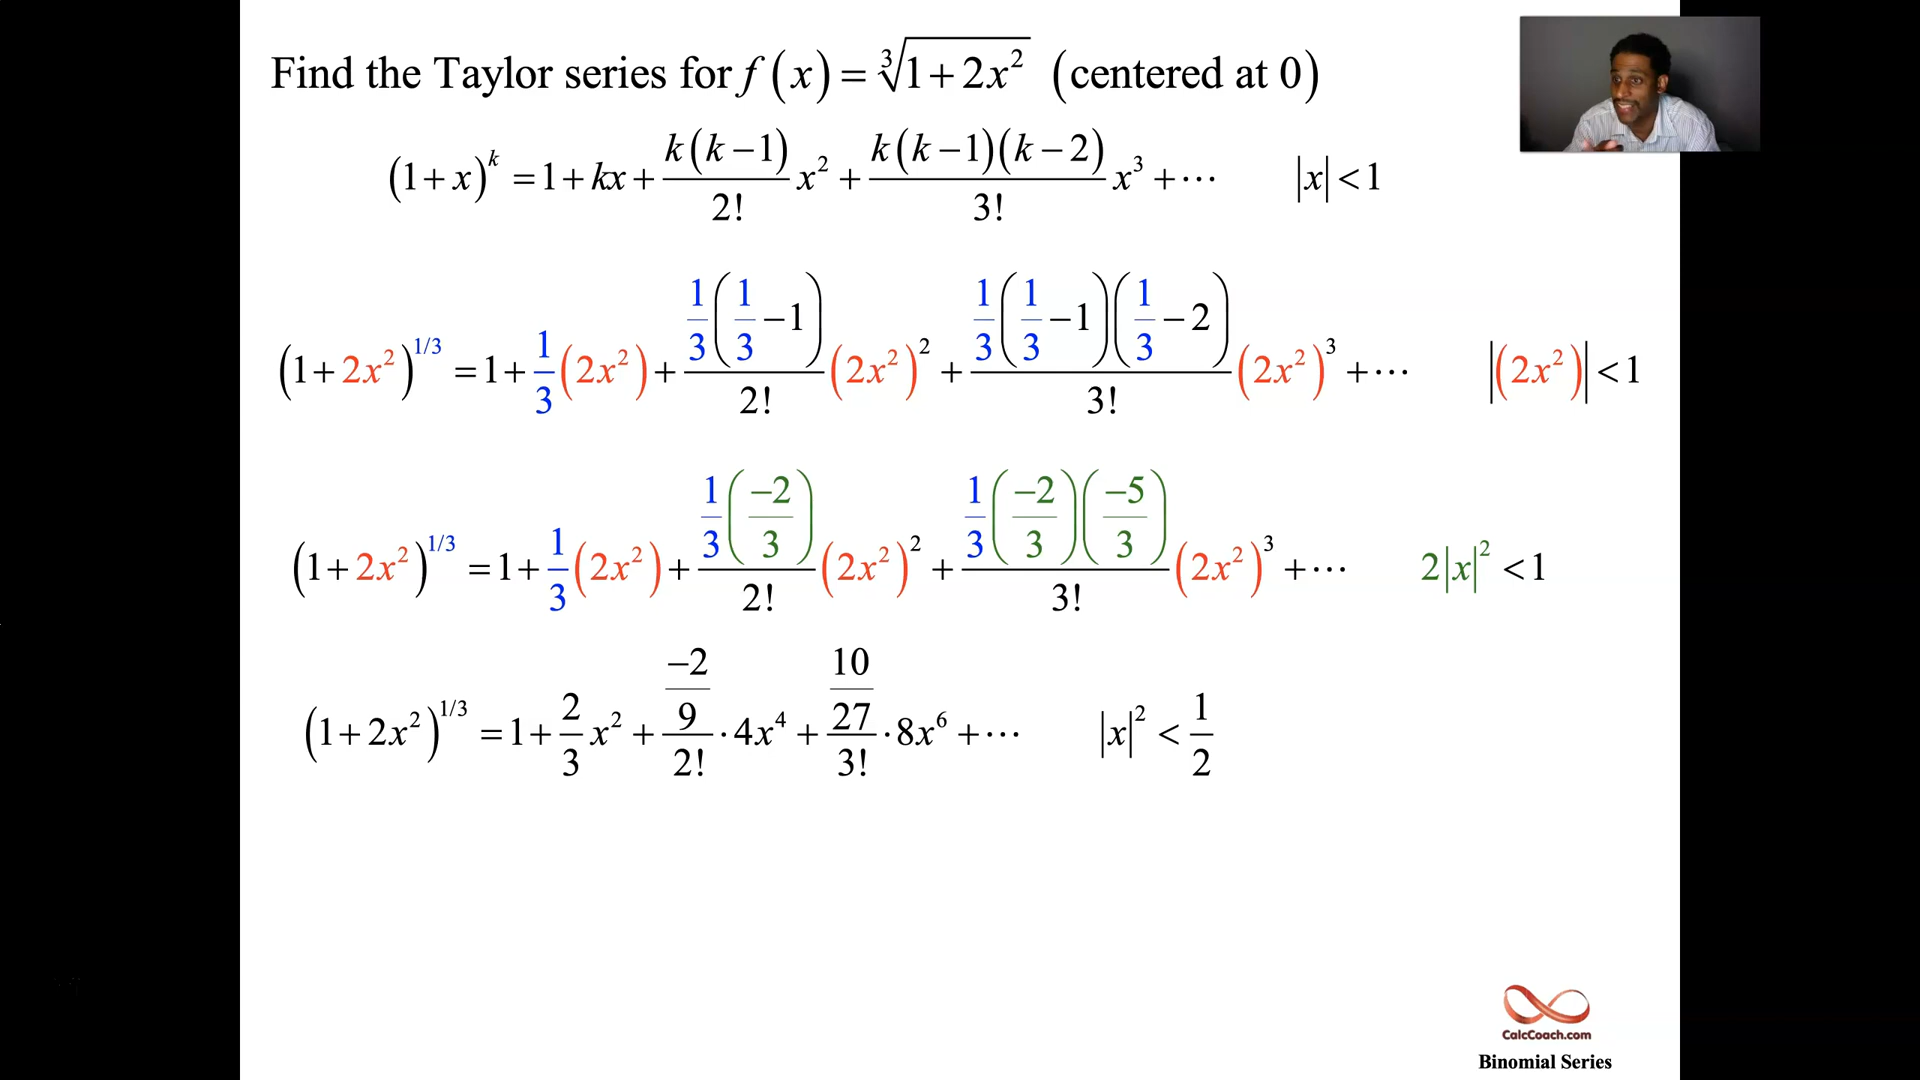 Find the Taylor series for f(x) = ∛(1+2x²) (centered at 0)
(1+x)^k = 1 + kx + k(k−1)/2! x² + k(k−1)(k−2)/3! x³ + ⋯ |x| < 1
(1+2x²)^(1/3) = 1 + 1/3 (2x²) + 1/3(1/3 −1)/2! (2x²)² + 1/3(1/3 −1)(1/3 −2)/3! (2x²)³ + ⋯ |(2x²)| < 1
(1+2x²)^(1/3) = 1 + 1/3 (2x²) + 1/3(−2/3)/2! (2x²)² + 1/3(−2/3)(−5/3)/3! (2x²)³ + ⋯ 2|x|² < 1
(1+2x²)^(1/3) = 1 + 2/3 x² + (−2/9)/2! · 4x⁴ + (10/27)/3! · 8x⁶ + ⋯ |x|² < 1/2
CalcCoach.com
Binomial Series